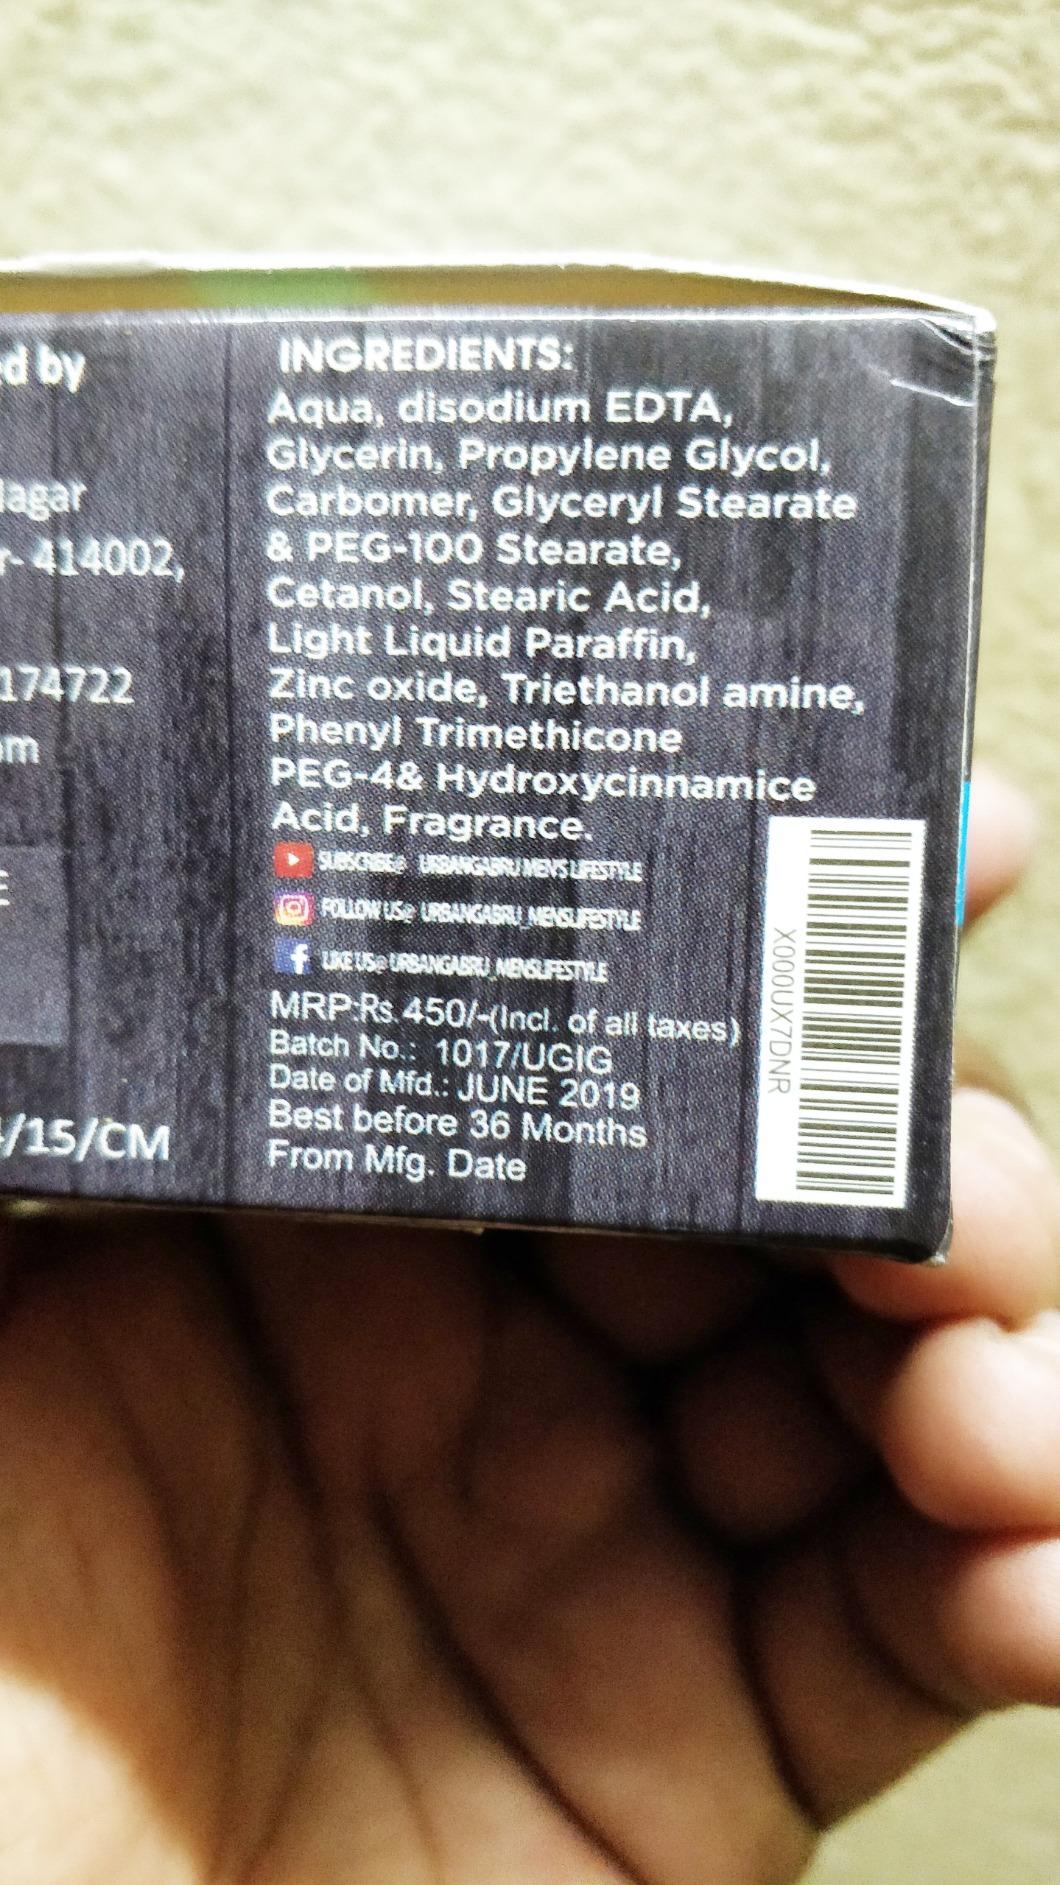 ed by
agar
r- 414002,
174722
om
E
/15/CM
INGREDIENTS:
Aqua, disodium EDTA,
Glycerin, Propylene Glycol,
Carbomer, Glyceryl Stearate
& PEG-100 Stearate,
Cetanol, Stearic Acid,
Light Liquid Paraffin,
Zinc oxide, Triethanol amine,
Phenyl Trimethicone
PEG-4& Hydroxycinnamice
Acid, Fragrance.
SUBSCRIBE@ URBANGABRU MEN'S LIFESTYLE
FOLLOW US@ URBANGABRU_MENSLIFESTYLE
LIKE US@ URBANGABRU_MENSLIFESTYLE
MRP:Rs.450/-(Incl. of all taxes)
Batch No.: 1017/UGIG
Date of Mfd.: JUNE 2019
Best before 36 Months
From Mfg. Date
X000UX7DNR